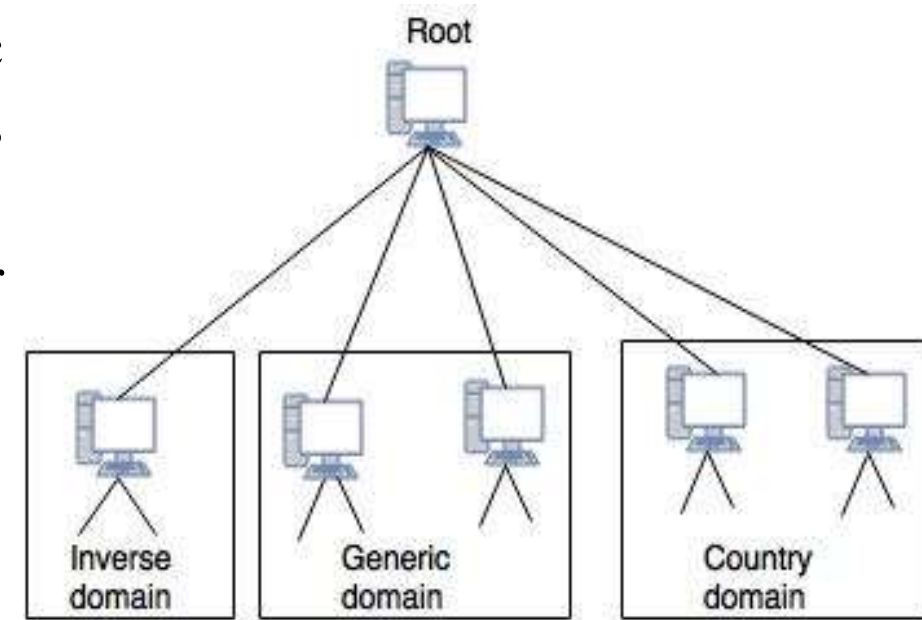 Root
Inverse
domain
Generic
domain
Country
domain